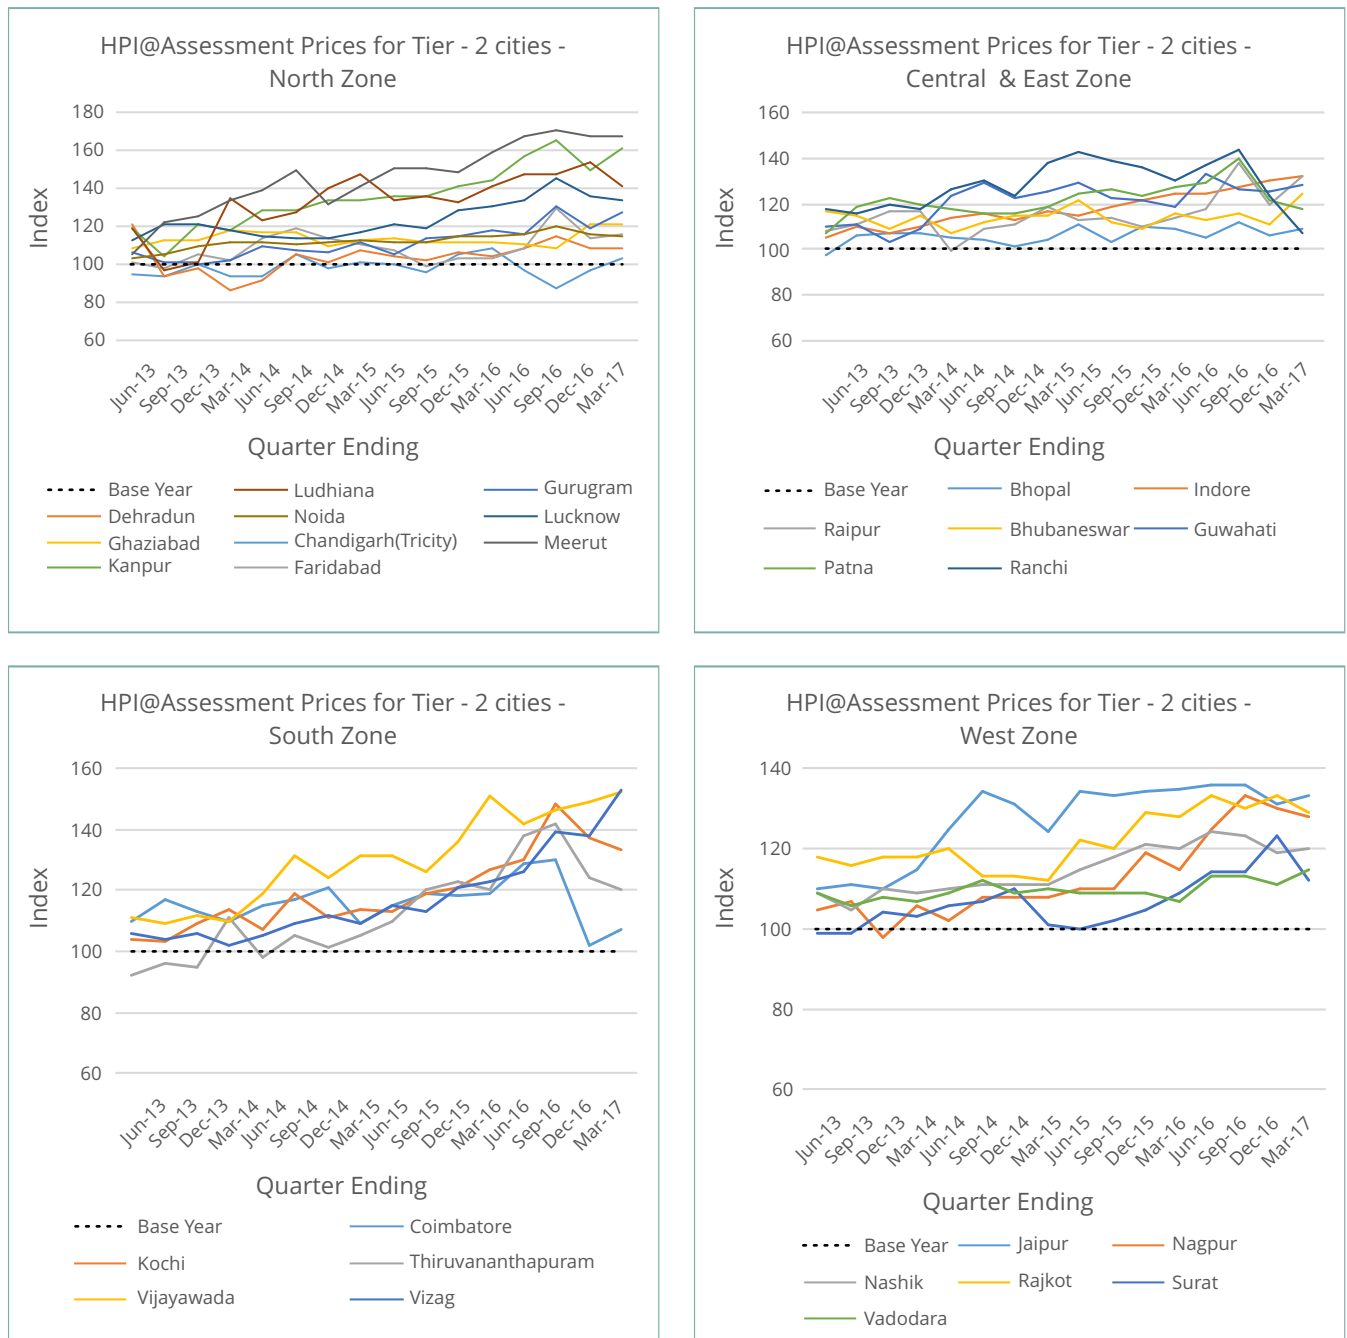 HPI@Assessment Prices for Tier - 2 cities -
North Zone
180
160
140
120
100
80
60
Index
Jun-13 Sep-13 Dec-13 Mar-14 Jun-14 Sep-14 Dec-14 Mar-15 Jun-15 Sep-15 Dec-15 Mar-16 Jun-16 Sep-16 Dec-16 Mar-17
Quarter Ending
Base Year Ludhiana Gurugram
Dehradun Noida Lucknow
Ghaziabad Chandigarh(Tricity) Meerut
Kanpur Faridabad
HPI@Assessment Prices for Tier - 2 cities -
Central & East Zone
160
140
120
100
80
60
Index
Jun-13 Sep-13 Dec-13 Mar-14 Jun-14 Sep-14 Dec-14 Mar-15 Jun-15 Sep-15 Dec-15 Mar-16 Jun-16 Sep-16 Dec-16 Mar-17
Quarter Ending
Base Year Bhopal Indore
Raipur Bhubaneswar Guwahati
Patna Ranchi
HPI@Assessment Prices for Tier - 2 cities -
South Zone
160
140
120
100
80
60
Index
Jun-13 Sep-13 Dec-13 Mar-14 Jun-14 Sep-14 Dec-14 Mar-15 Jun-15 Sep-15 Dec-15 Mar-16 Jun-16 Sep-16 Dec-16 Mar-17
Quarter Ending
Base Year Coimbatore
Kochi Thiruvananthapuram
Vijayawada Vizag
HPI@Assessment Prices for Tier - 2 cities -
West Zone
140
120
100
80
60
Index
Jun-13 Sep-13 Dec-13 Mar-14 Jun-14 Sep-14 Dec-14 Mar-15 Jun-15 Sep-15 Dec-15 Mar-16 Jun-16 Sep-16 Dec-16 Mar-17
Quarter Ending
Base Year Jaipur Nagpur
Nashik Rajkot Surat
Vadodara